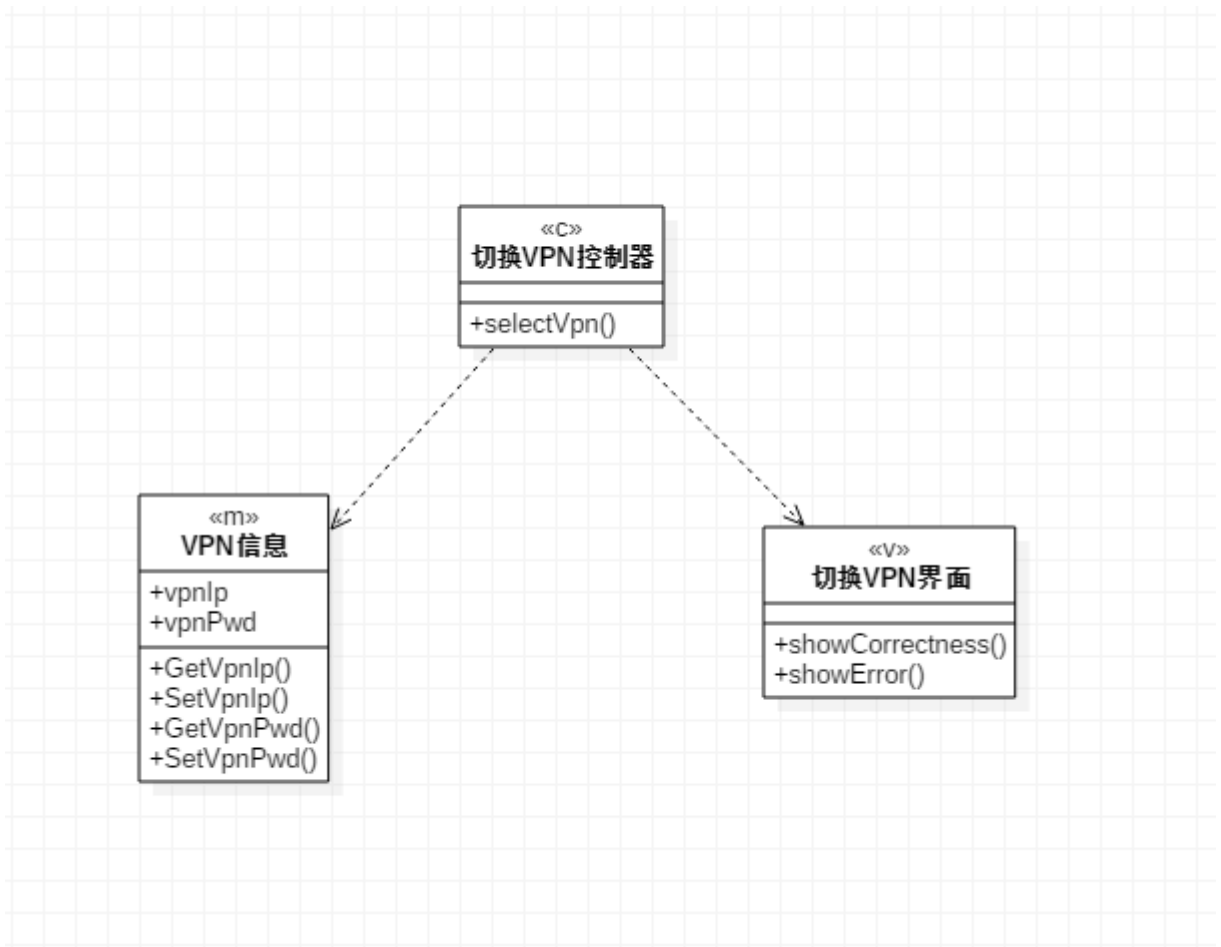 «c»
切换VPN控制器
+selectVpn()
«m»
VPN信息
+vpnIp
+vpnPwd
+GetVpnIp()
+SetVpnIp()
+GetVpnPwd()
+SetVpnPwd()
«v»
切换VPN界面
+showCorrectness()
+showError()